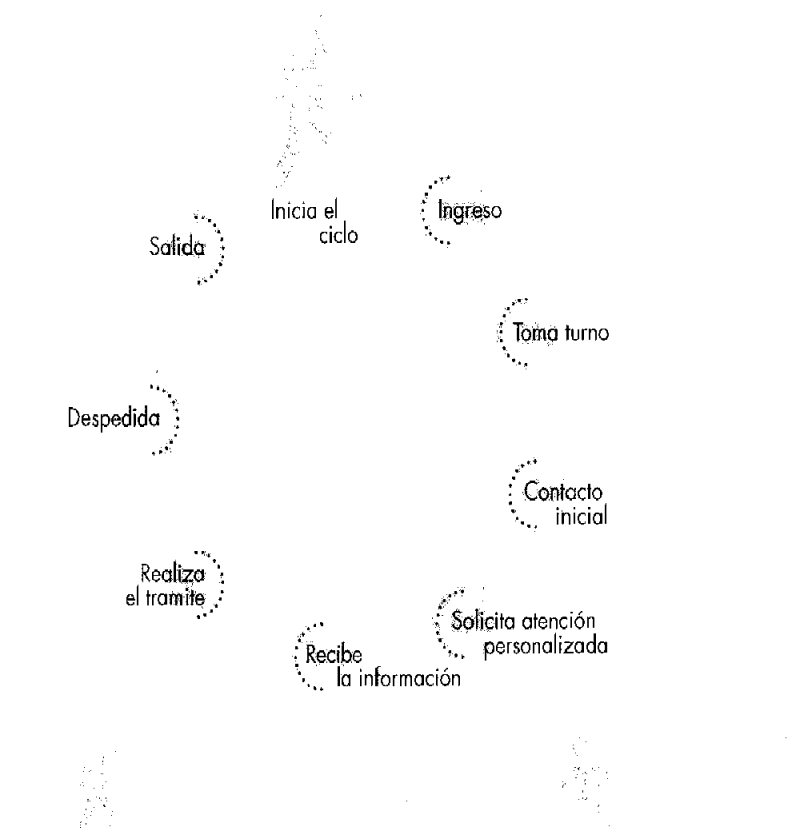 Inicia el
ciclo
Ingreso
Toma turno
Contacto
inicial
Solicita atención
personalizada
Recibe
la información
Realiza
el tramite
Despedida
Salida